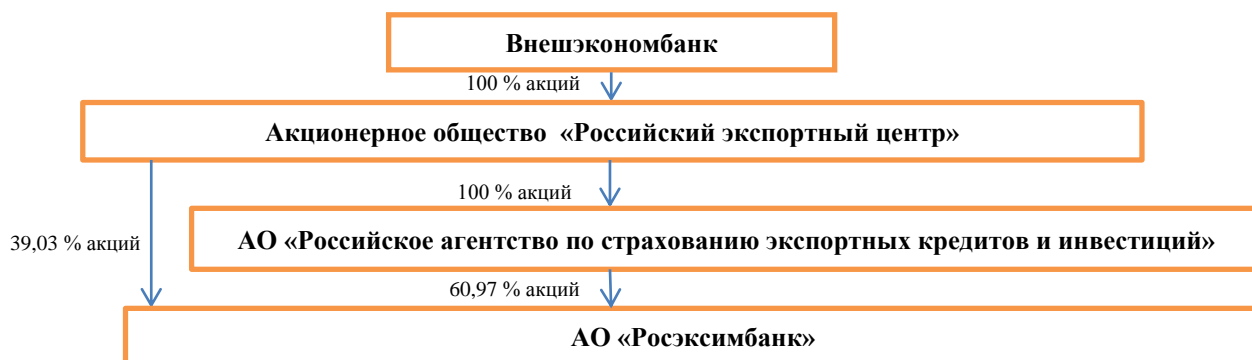 Внешэкономбанк
100 % акций
Акционерное общество «Российский экспортный центр»
100 % акций
39,03 % акций
АО «Российское агентство по страхованию экспортных кредитов и инвестиций»
60,97 % акций
АО «Росэксимбанк»